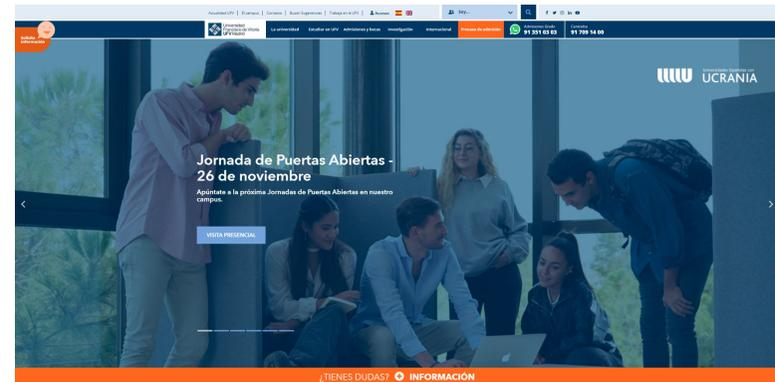 Actualidad UFV | El campus | Contacto | Buzón Sugerencias | Trabaja en la UFV | Accesos
Soy...
Solicita
información
Universidad
Francisco de Vitoria
UFV Madrid
La universidad Estudiar en UFV Admisiones y becas Investigación Internacional Proceso de admisión
Admisiones Grado
91 351 03 03
Centralita
91 709 14 00
Universidades Españolas con
UCRANIA
Jornada de Puertas Abiertas -
26 de noviembre
Apúntate a la próxima Jornadas de Puertas Abiertas en nuestro
campus.
VISITA PRESENCIAL
¿TIENES DUDAS? + INFORMACIÓN